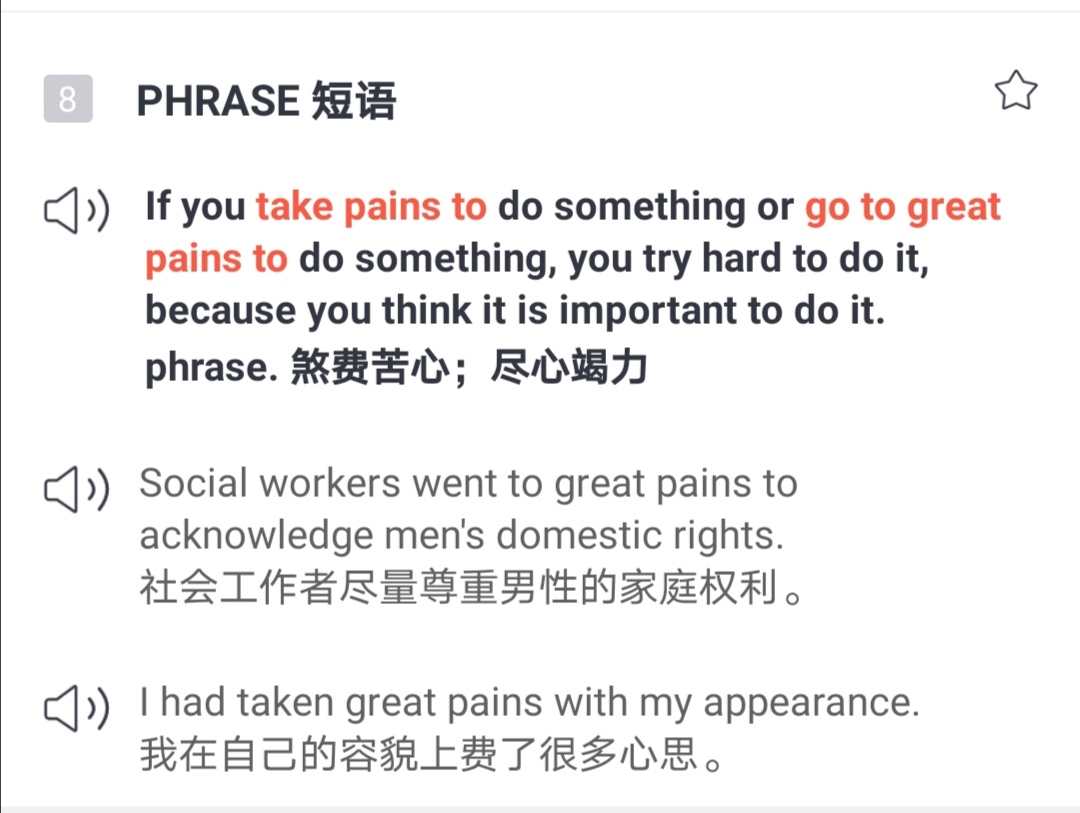 8 PHRASE 短语
If you take pains to do something or go to great
pains to do something, you try hard to do it,
because you think it is important to do it.
phrase. 煞费苦心；尽心竭力
Social workers went to great pains to
acknowledge men's domestic rights.
社会工作者尽量尊重男性的家庭权利。
I had taken great pains with my appearance.
我在自己的容貌上费了很多心思。